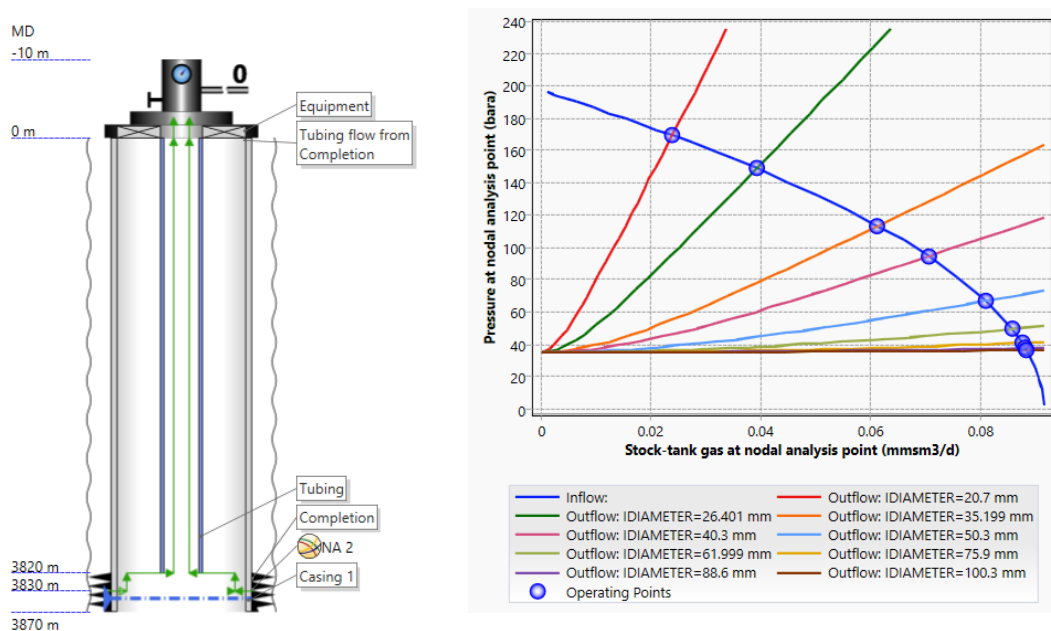 MD
-10 m
0
Equipment
0 m
Tubing flow from
Completion
Tubing
Completion
NA 2
3820 m
3830 m
Casing 1
3870 m
Pressure at nodal analysis point (bara)
240
220
200
180
160
140
120
100
80
60
40
20
0
0
0.02
0.04
0.06
0.08
Stock-tank gas at nodal analysis point (mmsm3/d)
Inflow:
Outflow: IDIAMETER=20.7 mm
Outflow: IDIAMETER=26.401 mm
Outflow: IDIAMETER=35.199 mm
Outflow: IDIAMETER=40.3 mm
Outflow: IDIAMETER=50.3 mm
Outflow: IDIAMETER=61.999 mm
Outflow: IDIAMETER=75.9 mm
Outflow: IDIAMETER=88.6 mm
Outflow: IDIAMETER=100.3 mm
Operating Points